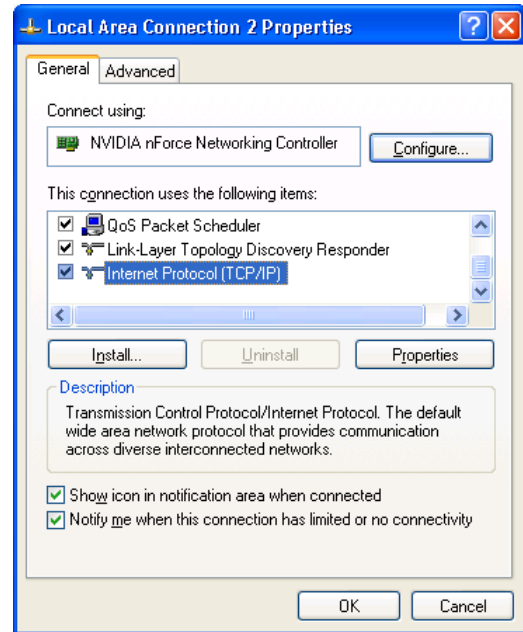 Local Area Connection 2 Properties
General Advanced
Connect using:
NVIDIA nForce Networking Controller Configure...
This connection uses the following items:
QoS Packet Scheduler
Link-Layer Topology Discovery Responder
Internet Protocol (TCP/IP)
Install... Uninstall Properties
Description
Transmission Control Protocol/Internet Protocol. The default
wide area network protocol that provides communication
across diverse interconnected networks.
Show icon in notification area when connected
Notify me when this connection has limited or no connectivity
OK Cancel